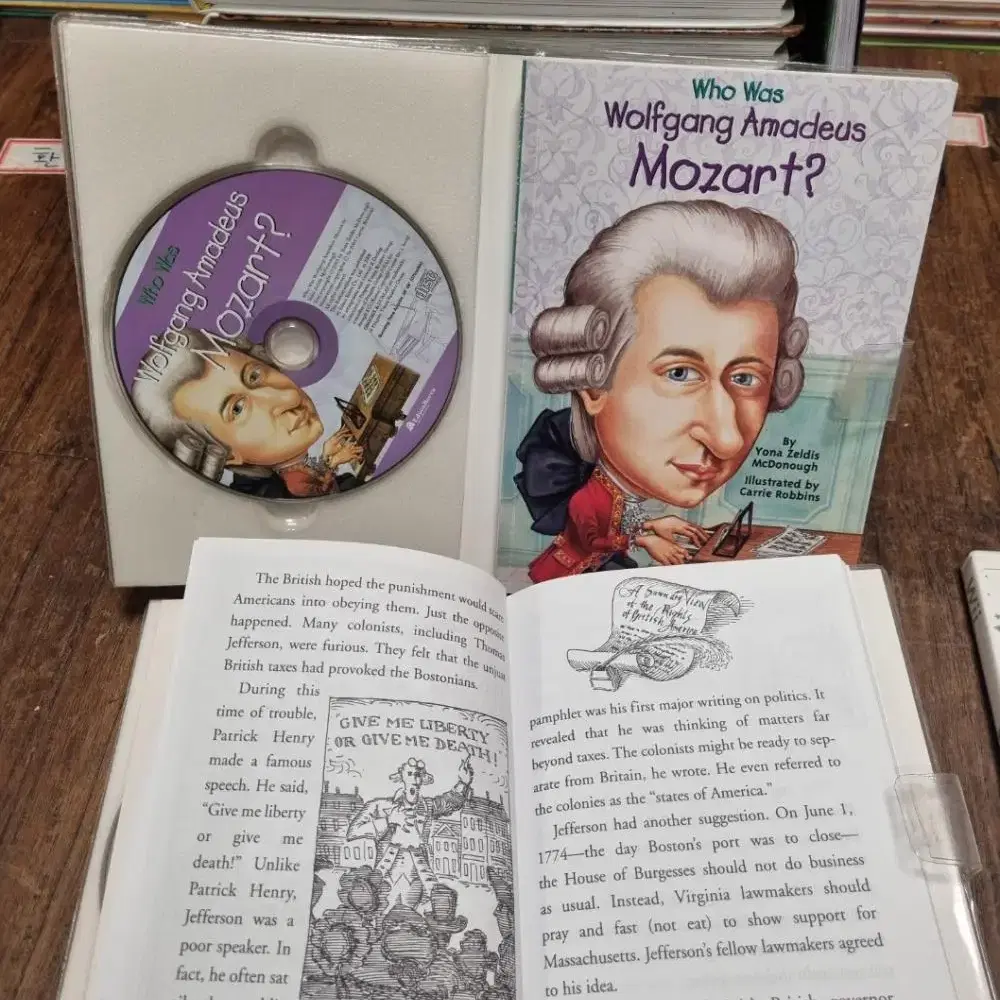 판
Who Was
Wolfgang Amadeus
Mozart?
Who Was
Wolfgang Amadeus
Mozart?
By
Yona Zeldis
McDonough
Illustrated by
Carrie Robbins
The British hoped the punishment would scare
Americans into obeying them. Just the opposite
happened. Many colonists, including Thomas
Jefferson, were furious. They felt that the unjust
British taxes had provoked the Bostonians.
During this
time of trouble,
Patrick Henry
made a famous
speech. He said,
“Give me liberty
or give me
death!” Unlike
Patrick Henry,
Jefferson was a
poor speaker. In
fact, he often sat
GIVE ME LIBERTY
OR GIVE ME DEATH!
A Summary View
of the Rights
of British America
pamphlet was his first major writing on politics. It
revealed that he was thinking of matters far
beyond taxes. The colonists might be ready to sep-
arate from Britain, he wrote. He even referred to
the colonies as the “states of America.”
Jefferson had another suggestion. On June 1,
1774—the day Boston's port was to close—
the House of Burgesses should not do business
as usual. Instead, Virginia lawmakers should
pray and fast (not eat) to show support for
Massachusetts. Jefferson's fellow lawmakers agreed
to his idea.